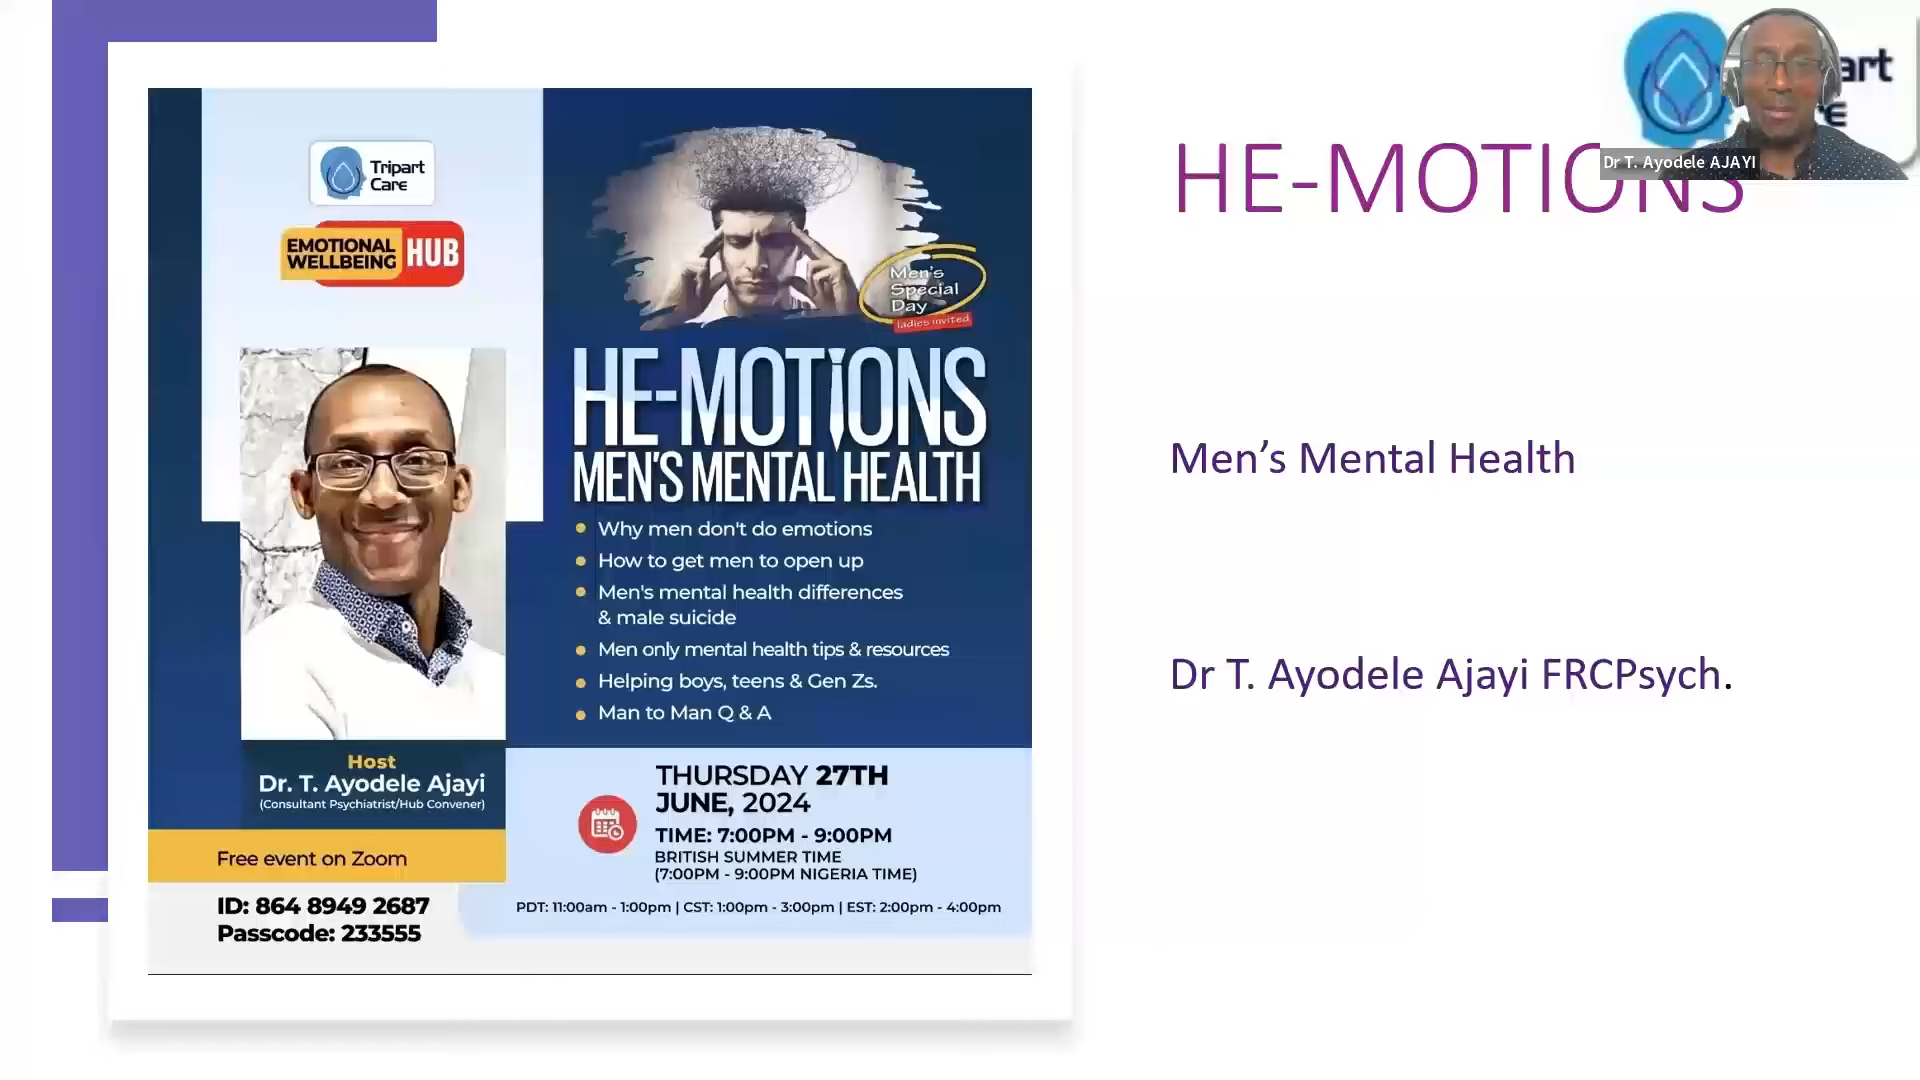 Tripart
Care
EMOTIONAL
WELLBEING
HUB
Men's
Special
Day
ladies invited
HE-MOTIONS
MEN'S MENTAL HEALTH
Why men don't do emotions
How to get men to open up
Men's mental health differences
& male suicide
Men only mental health tips & resources
Helping boys, teens & Gen Zs.
Man to Man Q & A
Host
Dr. T. Ayodele Ajayi
(Consultant Psychiatrist/Hub Convener)
Free event on Zoom
ID: 864 8949 2687
Passcode: 233555
THURSDAY 27TH
JUNE, 2024
TIME: 7:00PM - 9:00PM
BRITISH SUMMER TIME
(7:00PM - 9:00PM NIGERIA TIME)
PDT: 11:00am - 1:00pm | CST: 1:00pm - 3:00pm | EST: 2:00pm - 4:00pm
HE-MOTIONS
Men’s Mental Health
Dr T. Ayodele Ajayi FRCPsych.
Dr T. Ayodele AJAYI